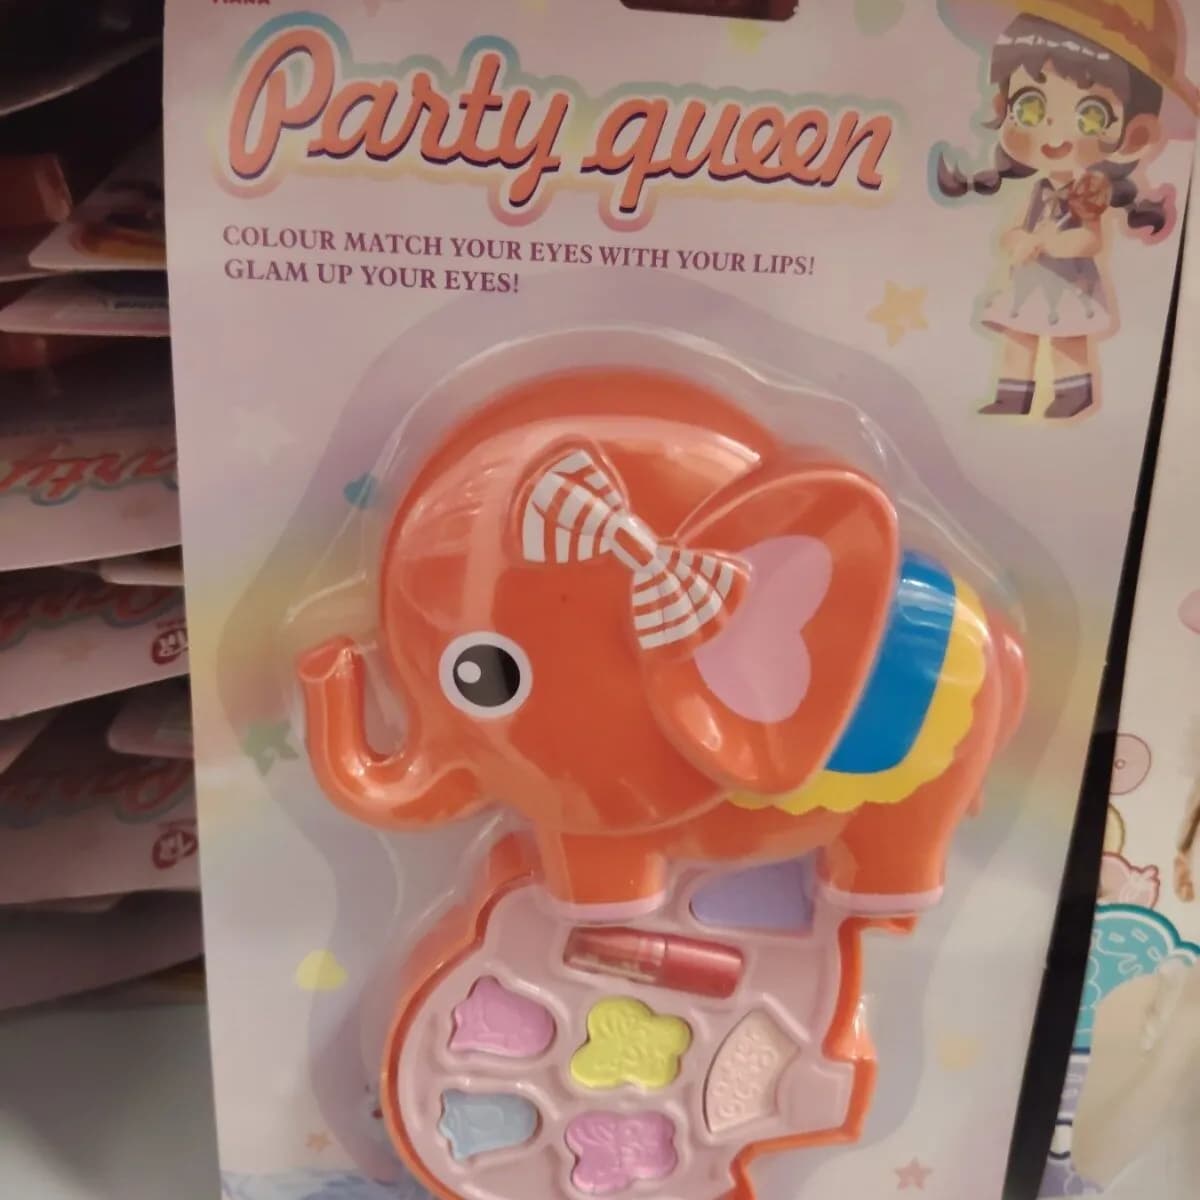 Party queen
COLOUR MATCH YOUR EYES WITH YOUR LIPS!
GLAM UP YOUR EYES!